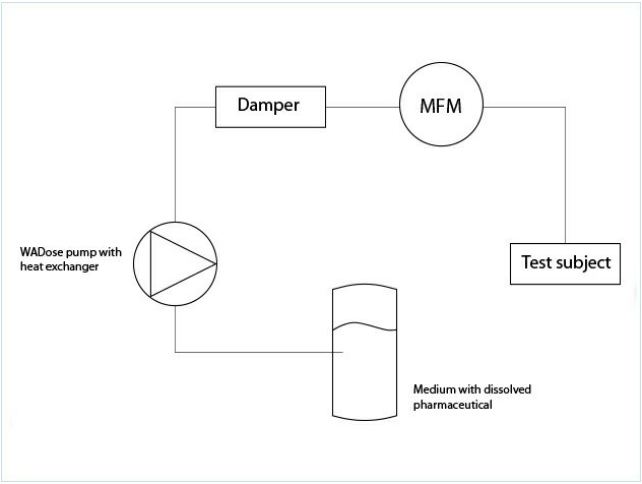 Damper
MFM
WADose pump with
heat exchanger
Test subject
Medium with dissolved
pharmaceutical